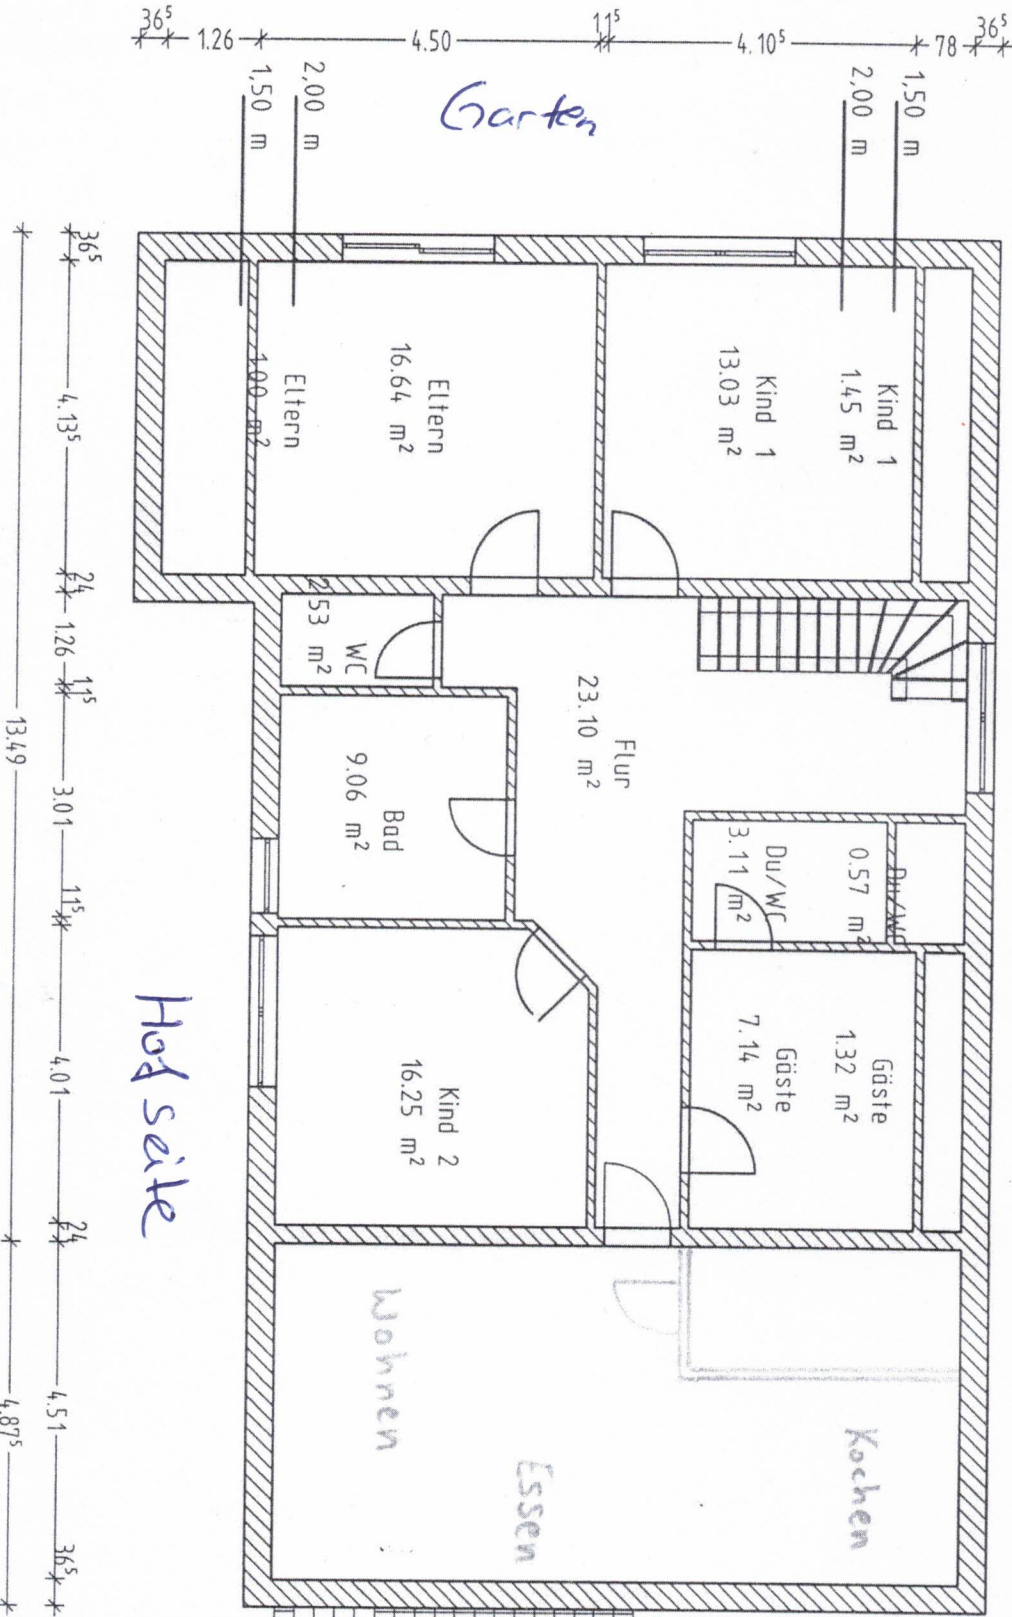 36⁵
1.26
4.50
11⁵
4.10⁵
78
36⁵
1,50 m
2,00 m
2,00 m
1,50 m
Garten
Kind 1
1.45 m²
Kind 1
13.03 m²
Eltern
16.64 m²
Eltern
1.00 m²
WC
2.53 m²
Flur
23.10 m²
Bad
9.06 m²
Du/WC
0.57 m²
Du/WC
3.11 m²
Gäste
1.32 m²
Gäste
7.14 m²
Kind 2
16.25 m²
Kochen
Essen
Wohnen
Hofseite
36⁵
4.13⁵
24
1.26
11⁵
3.01
11⁵
4.01
24
4.51
36⁵
13.49
4.87⁵